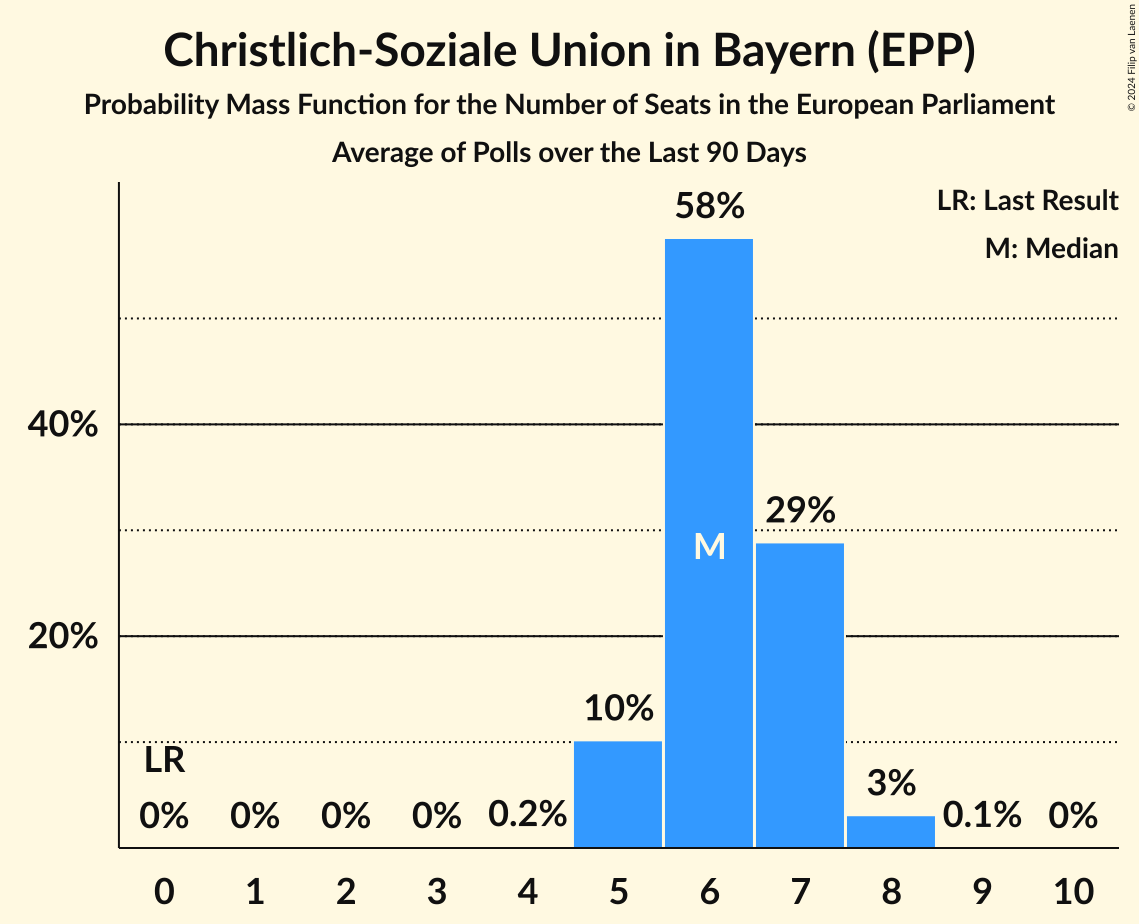 Christlich-Soziale Union in Bayern (EPP)
Probability Mass Function for the Number of Seats in the European Parliament
Average of Polls over the Last 90 Days
© 2024 Filip van Laenen
LR: Last Result
M: Median
58%
40%
29%
M
20%
10%
LR
3%
0% 0% 0% 0% 0.2% 0.1% 0%
0 1 2 3 4 5 6 7 8 9 10